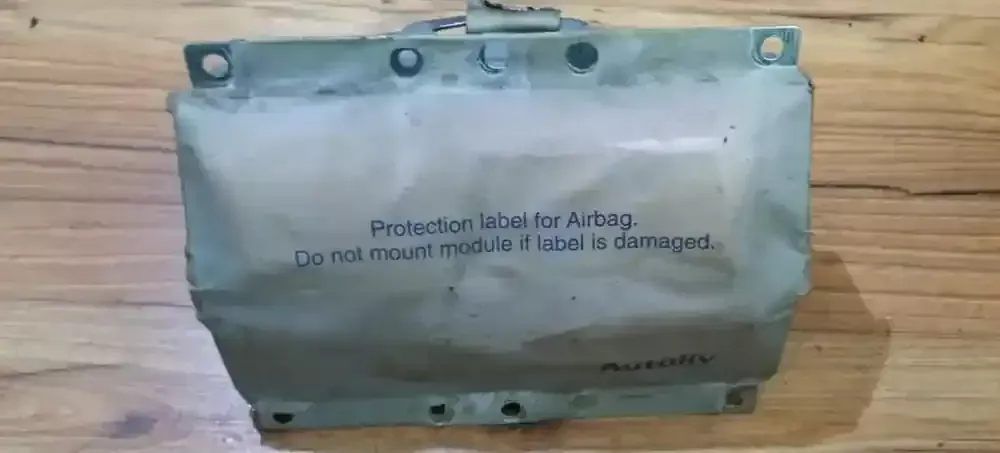 Protection label for Airbag.
Do not mount module if label is damaged.
Autoliv